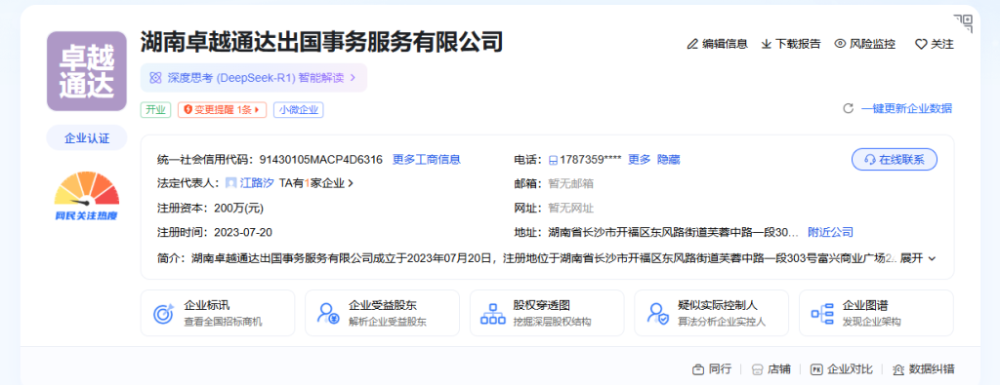 卓越
通达
湖南卓越通达出国事务服务有限公司
编辑信息 下载报告 风险监控 关注
深度思考 (DeepSeek-R1) 智能解读
开业 变更提醒 1条 小微企业
一键更新企业数据
企业认证
网民关注热度
统一社会信用代码：91430105MACP4D6316 更多工商信息
电话：1787359**** 更多 隐藏
在线联系
法定代表人：江路汐 TA有1家企业
邮箱：暂无邮箱
注册资本：200万(元)
网址：暂无网址
注册时间：2023-07-20
地址：湖南省长沙市开福区东风路街道芙蓉中路一段30... 附近公司
简介：湖南卓越通达出国事务服务有限公司成立于2023年07月20日，注册地位于湖南省长沙市开福区东风路街道芙蓉中路一段303号富兴商业广场2.. 展开
企业标讯
查看全国招标商机
企业受益股东
解析企业受益股东
股权穿透图
挖掘深层股权结构
疑似实际控制人
算法分析企业实控人
企业图谱
发现企业架构
同行 店铺 PK 企业对比 数据纠错